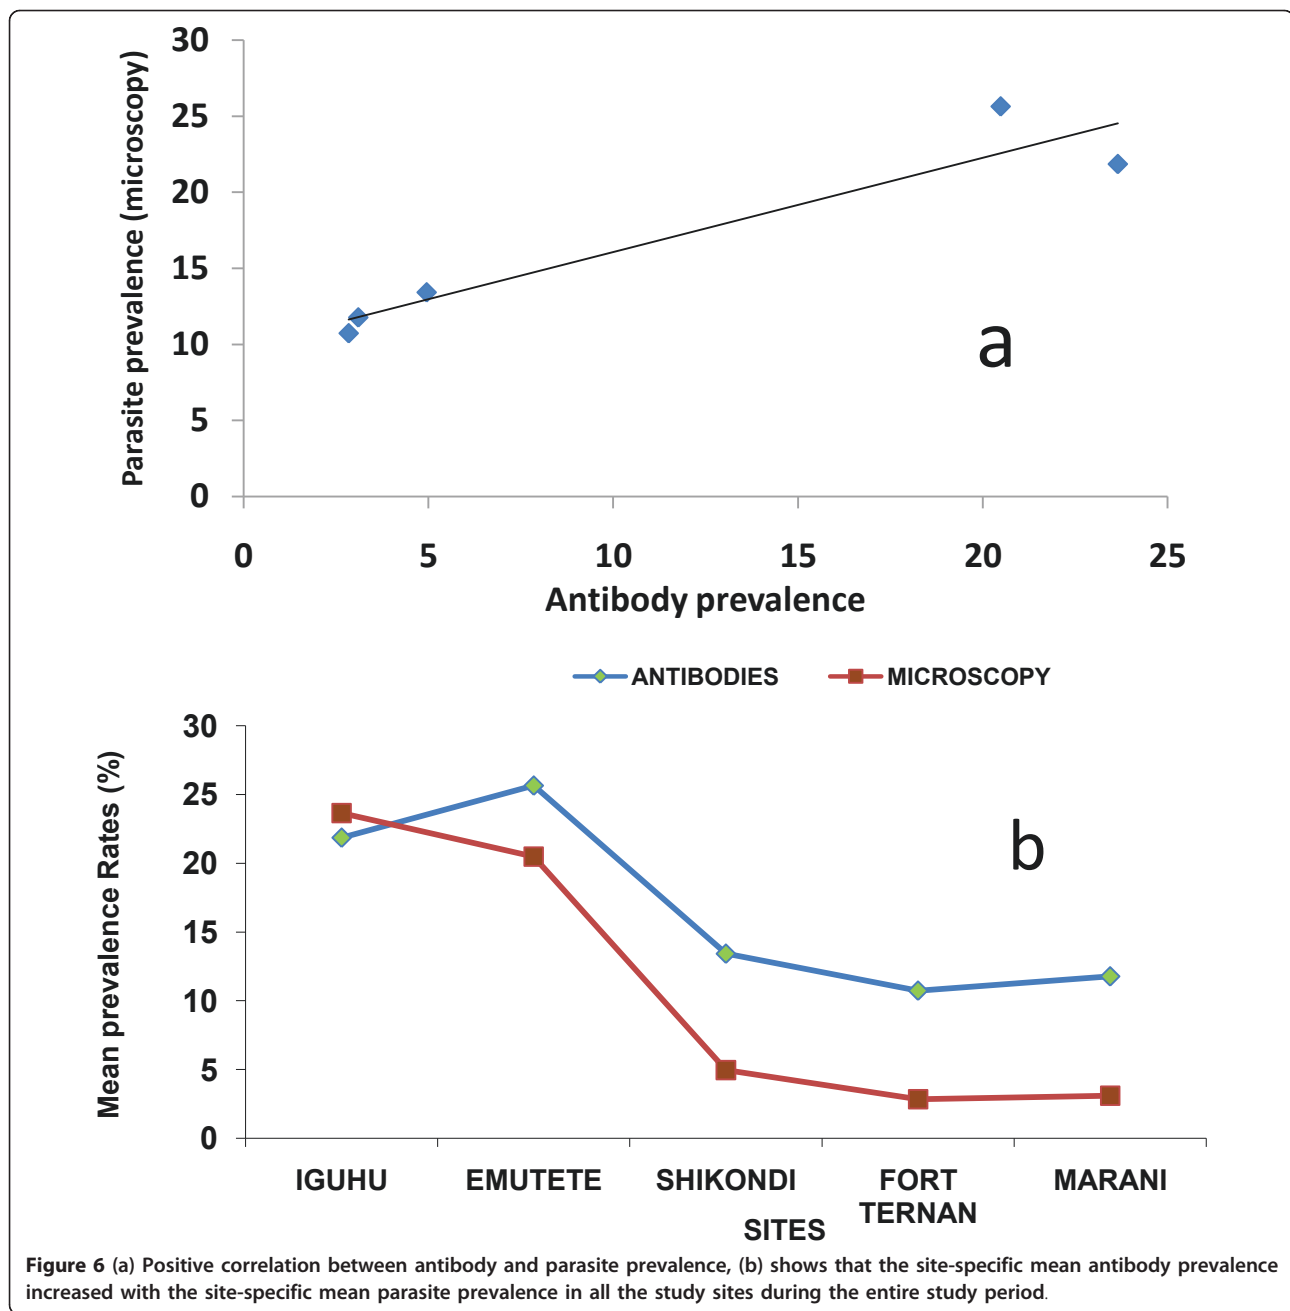 30
25
20
15
10
5
0
Parasite prevalence (microscopy)
a
0 5 10 15 20 25
Antibody prevalence
ANTIBODIES MICROSCOPY
30
25
20
15
10
5
0
Mean prevalence Rates (%)
b
IGUHU EMUTETE SHIKONDI FORT TERNAN MARANI
SITES
Figure 6 (a) Positive correlation between antibody and parasite prevalence, (b) shows that the site-specific mean antibody prevalence
increased with the site-specific mean parasite prevalence in all the study sites during the entire study period.